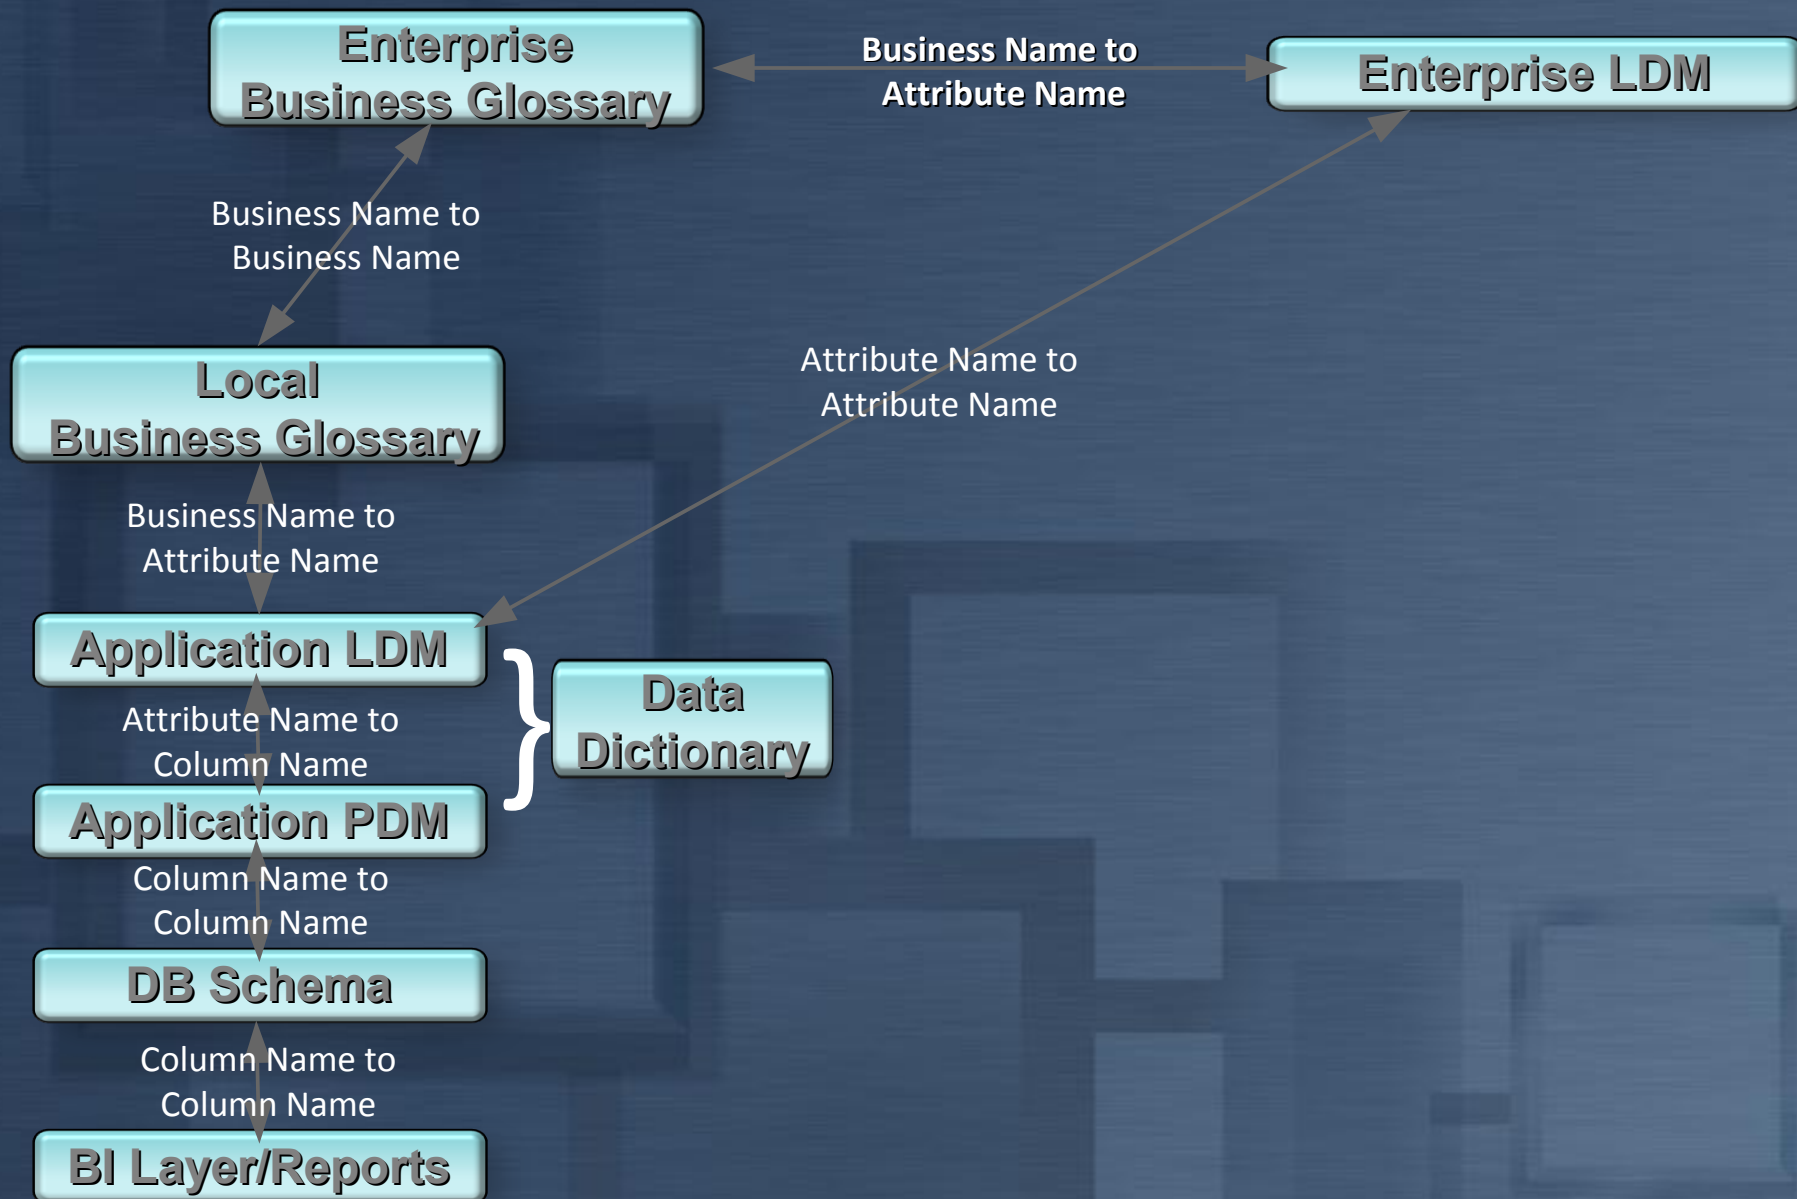 Enterprise
Business Glossary
Business Name to
Attribute Name
Enterprise LDM
Business Name to
Business Name
Local
Business Glossary
Attribute Name to
Attribute Name
Business Name to
Attribute Name
Application LDM
}
Data
Dictionary
Attribute Name to
Column Name
Application PDM
Column Name to
Column Name
DB Schema
Column Name to
Column Name
BI Layer/Reports